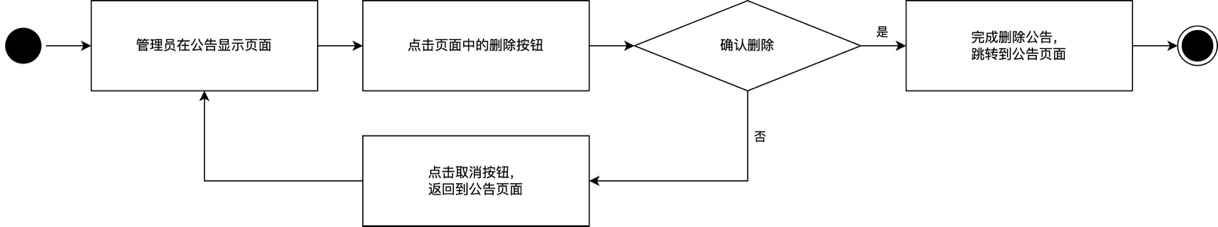 管理员在公告显示页面
点击页面中的删除按钮
确认删除
是
完成删除公告，
跳转到公告页面
否
点击取消按钮，
返回到公告页面